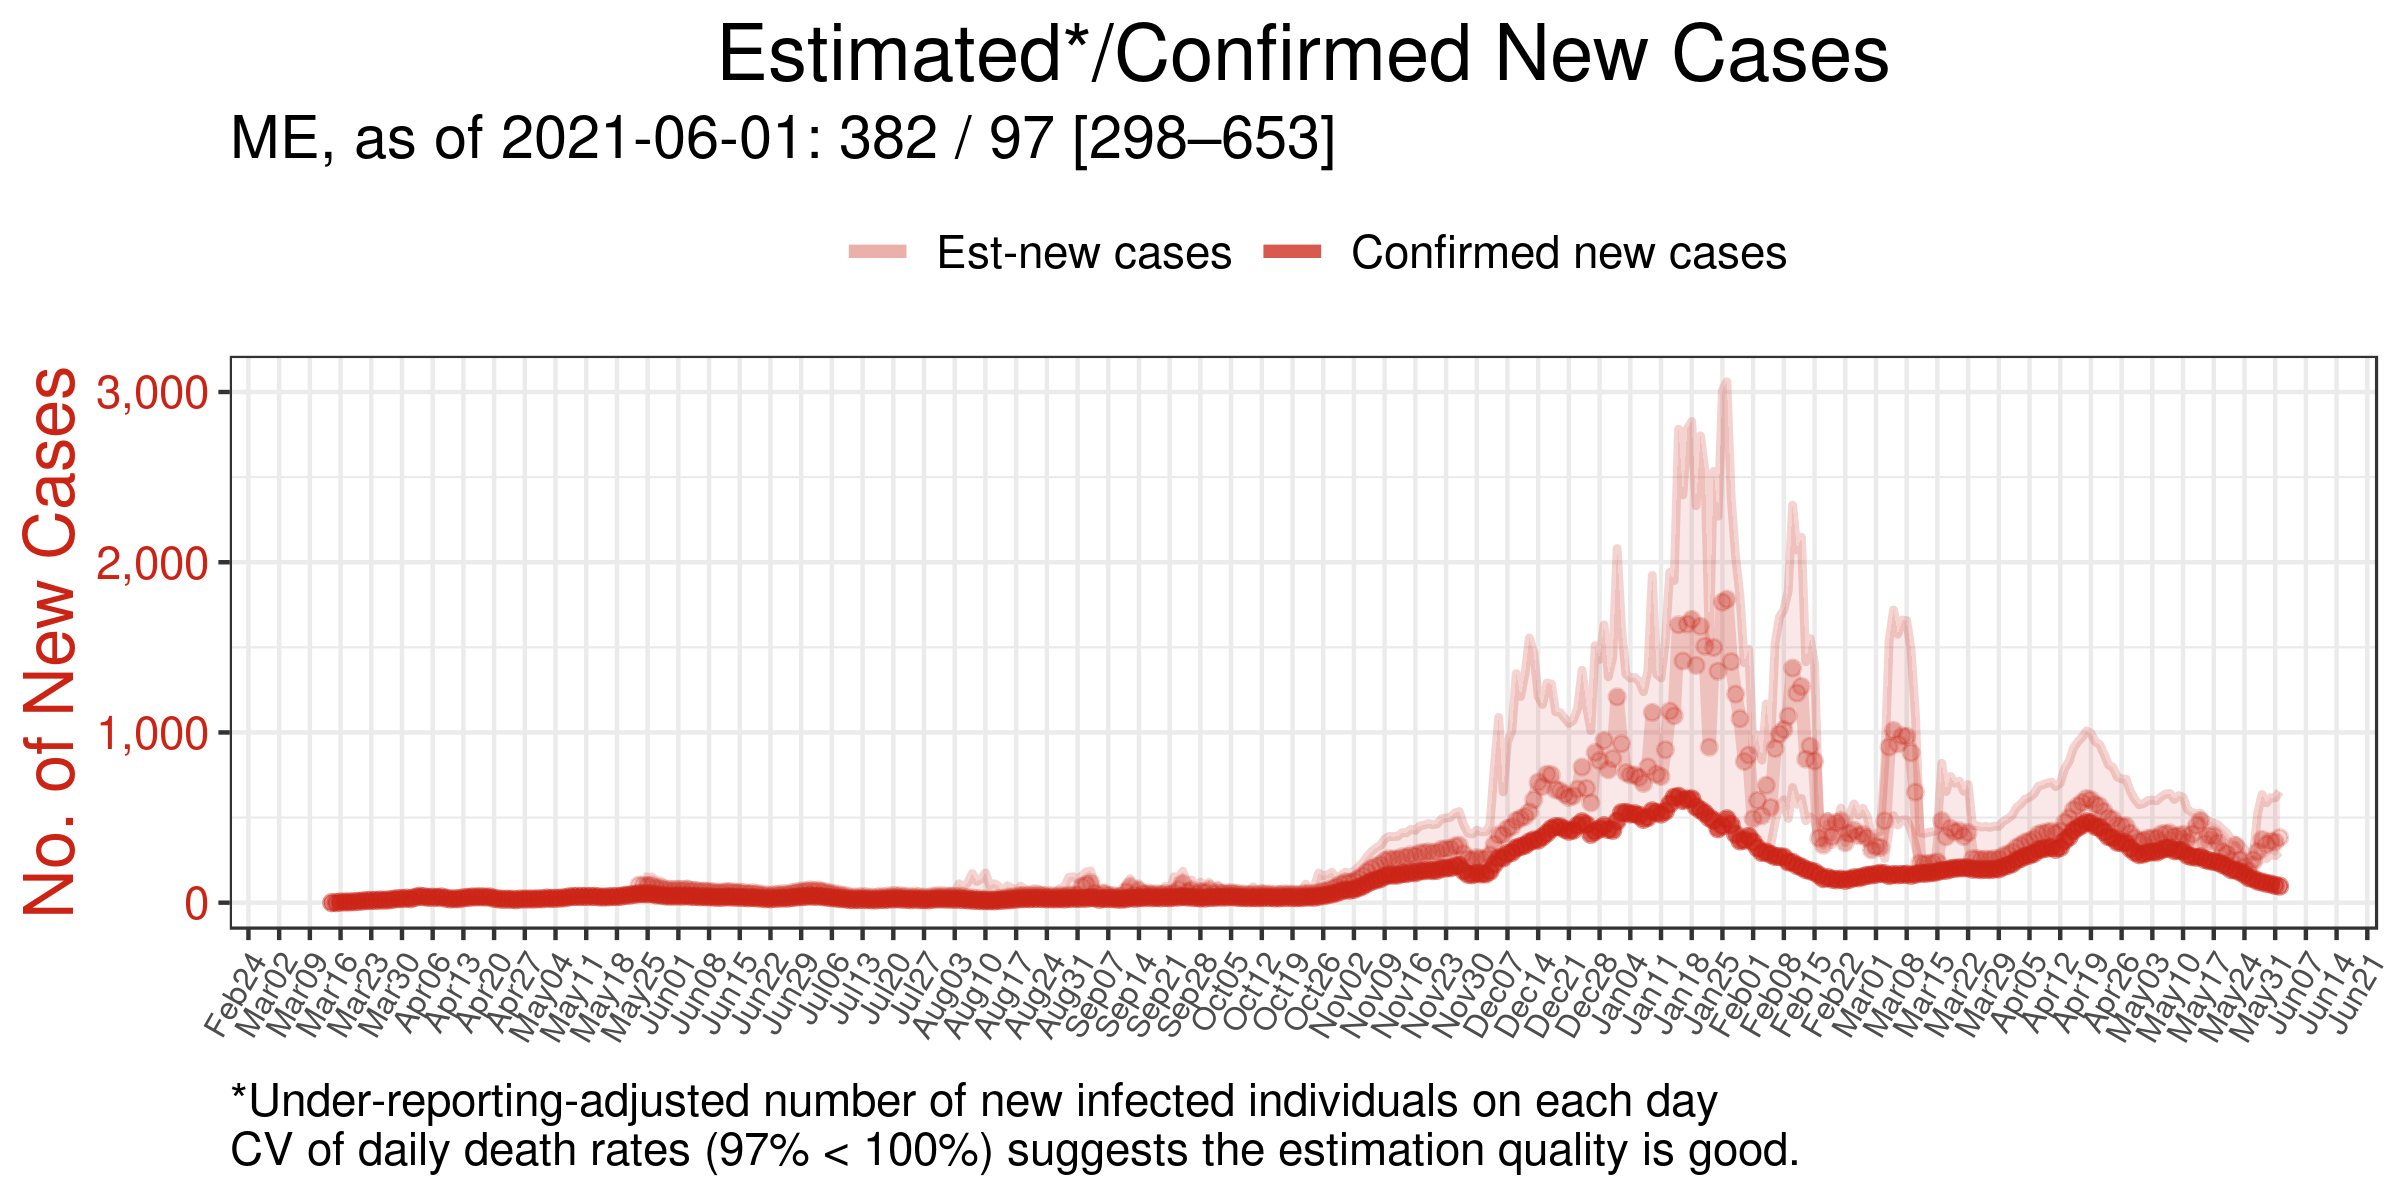 Estimated*/Confirmed New Cases
ME, as of 2021-06-01: 382 / 97 [298–653]
Est-new cases Confirmed new cases
No. of New Cases
3,000
2,000
1,000
0
Feb24 Mar02 Mar09 Mar16 Mar23 Mar30 Apr06 Apr13 Apr20 Apr27 May04 May11 May18 May25 Jun01 Jun08 Jun15 Jun22 Jun29 Jul06 Jul13 Jul20 Jul27 Aug03 Aug10 Aug17 Aug24 Aug31 Sep07 Sep14 Sep21 Sep28 Oct05 Oct12 Oct19 Oct26 Nov02 Nov09 Nov16 Nov23 Nov30 Dec07 Dec14 Dec21 Dec28 Jan04 Jan11 Jan18 Jan25 Feb01 Feb08 Feb15 Feb22 Mar01 Mar08 Mar15 Mar22 Mar29 Apr05 Apr12 Apr19 Apr26 May03 May10 May17 May24 May31 Jun07 Jun14 Jun21
*Under-reporting-adjusted number of new infected individuals on each day
CV of daily death rates (97% < 100%) suggests the estimation quality is good.